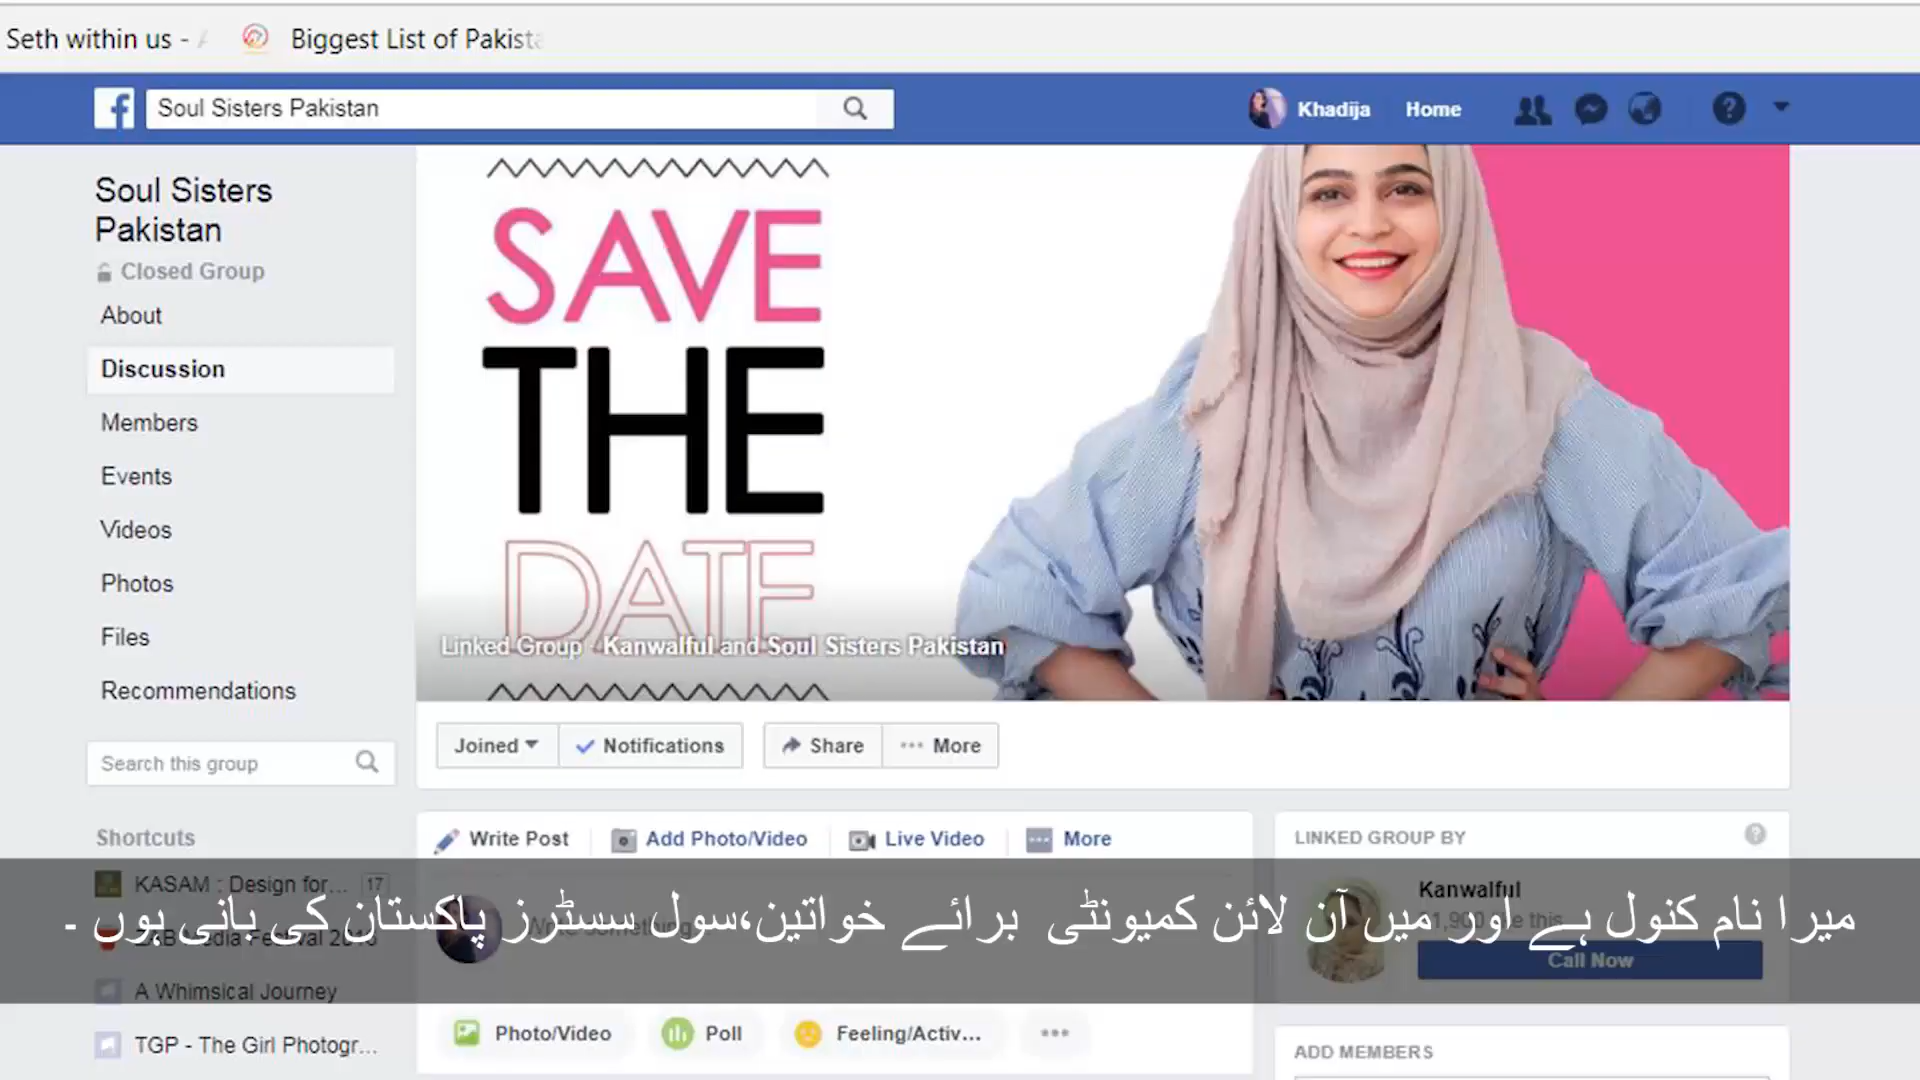 Seth within us -
Biggest List of Pakista
Soul Sisters Pakistan
Khadija
Home
Soul Sisters
Pakistan
Closed Group
About
Discussion
Members
Events
Videos
Photos
Files
Recommendations
Search this group
Shortcuts
KASAM : Design for... 17
A Whimsical Journey
TGP - The Girl Photogr...
SAVE
THE
DATE
Linked Group · Kanwalful and Soul Sisters Pakistan
Joined
Notifications
Share
More
Write Post
Add Photo/Video
Live Video
More
Photo/Video
Poll
Feeling/Activ...
LINKED GROUP BY
Kanwalful
Call Now
ADD MEMBERS
میرا نام کنول ہے اور میں آن لائن کمیونٹی برائے خواتین،سول سسٹرز پاکستان کی بانی ہوں ۔